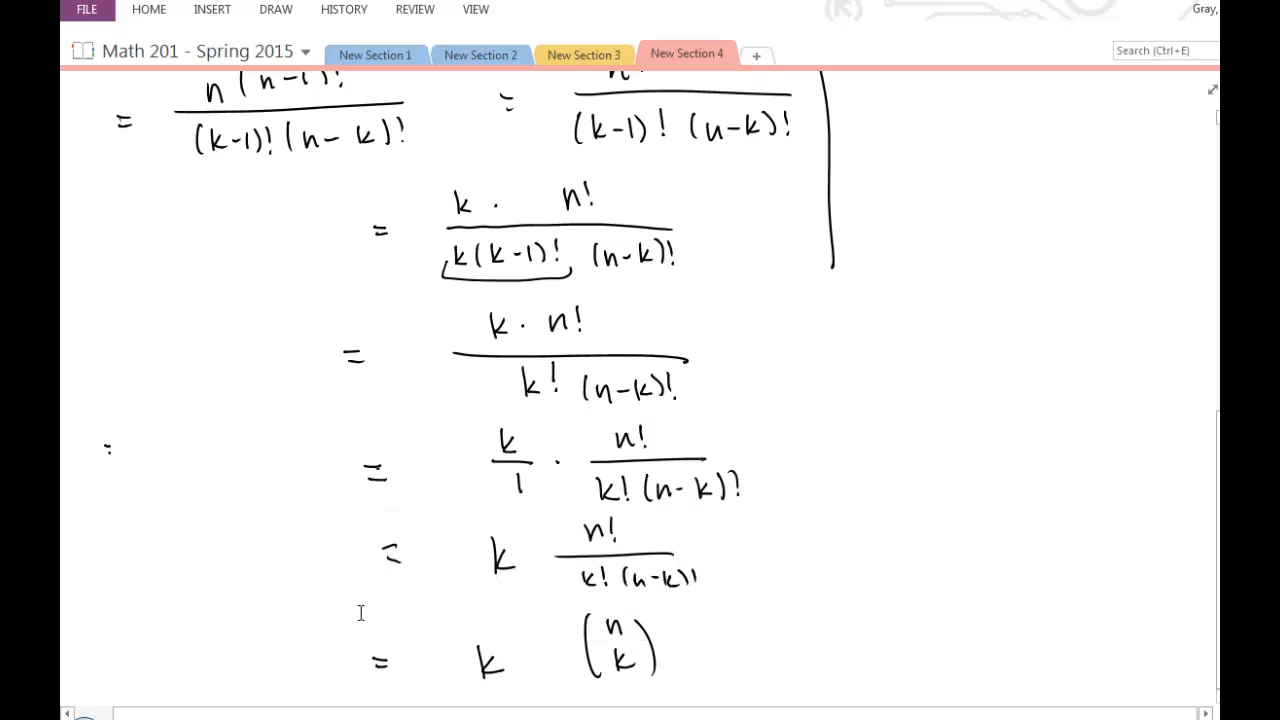 FILE HOME INSERT DRAW HISTORY REVIEW VIEW Gray,
Math 201 - Spring 2015 New Section 1 New Section 2 New Section 3 New Section 4 + Search (Ctrl+E)
= n(n-1)! / (k-1)!(n-k)! = n / (k-1)!(n-k)!
= k · n! / k(k-1)! (n-k)!
= k · n! / k! (n-k)!
= k/1 · n! / k!(n-k)!
= k n! / k!(n-k)!
= k (n k)